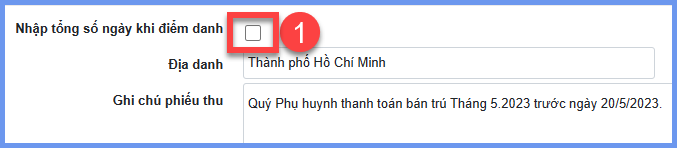 Nhập tổng số ngày khi điểm danh 1
Địa danh Thành phố Hồ Chí Minh
Ghi chú phiếu thu Quý Phụ huynh thanh toán bán trú Tháng 5.2023 trước ngày 20/5/2023.